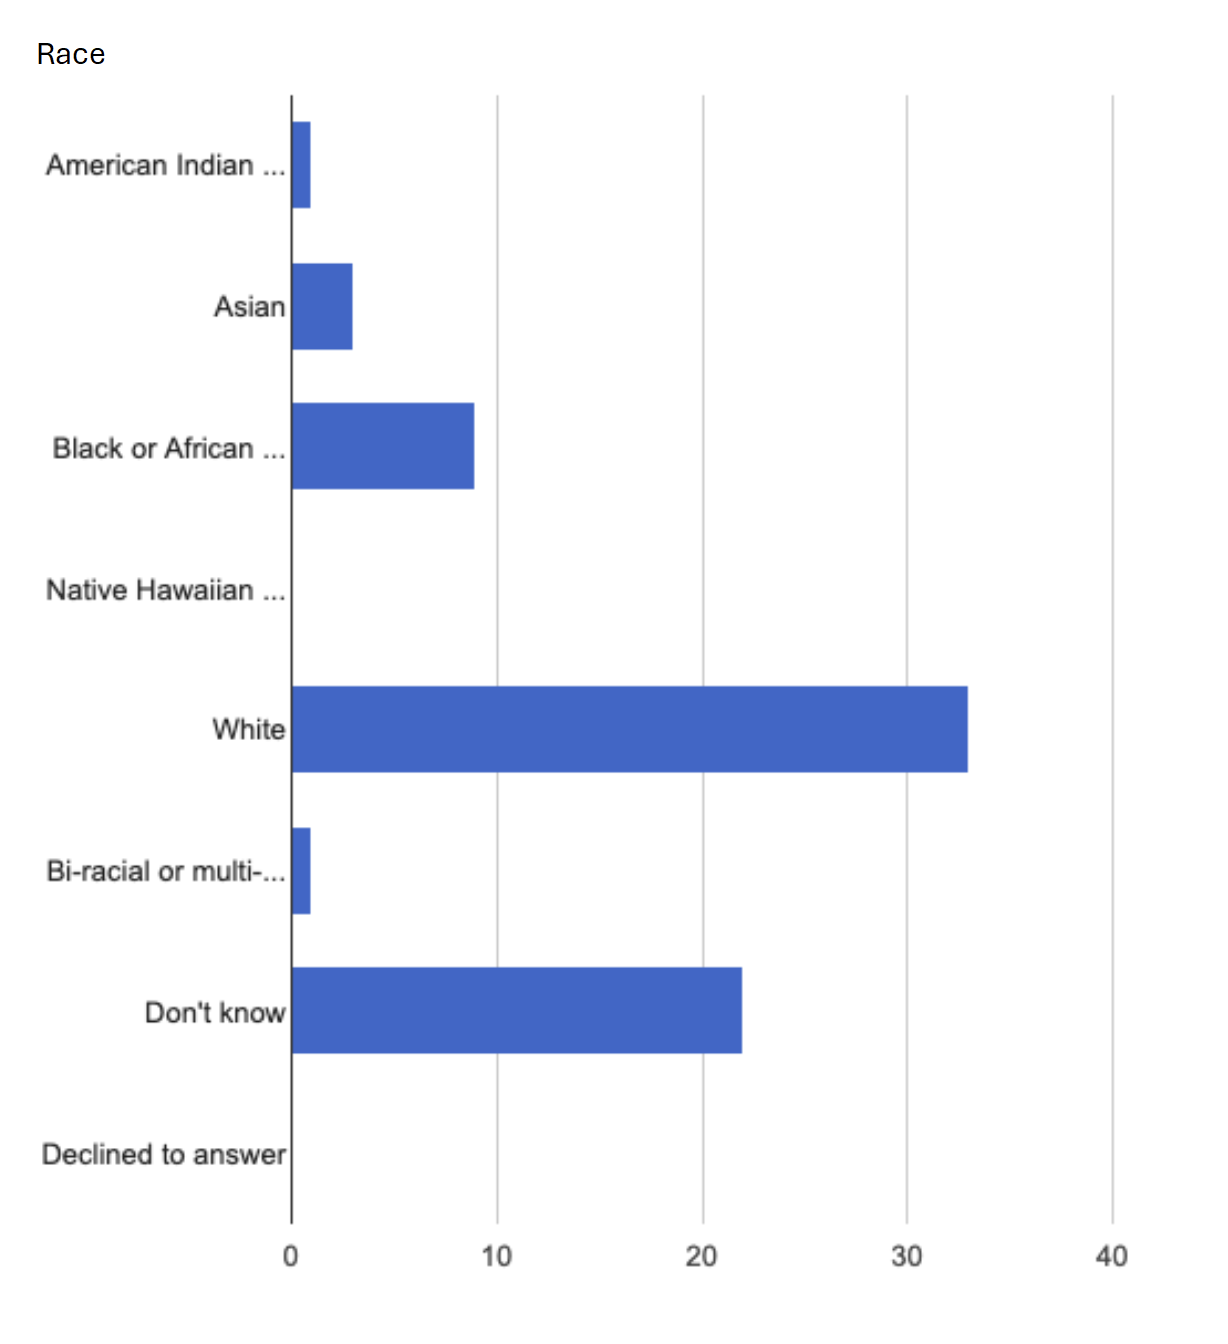 Race
American Indian ...
Asian
Black or African ...
Native Hawaiian ...
White
Bi-racial or multi-...
Don't know
Declined to answer
0 10 20 30 40